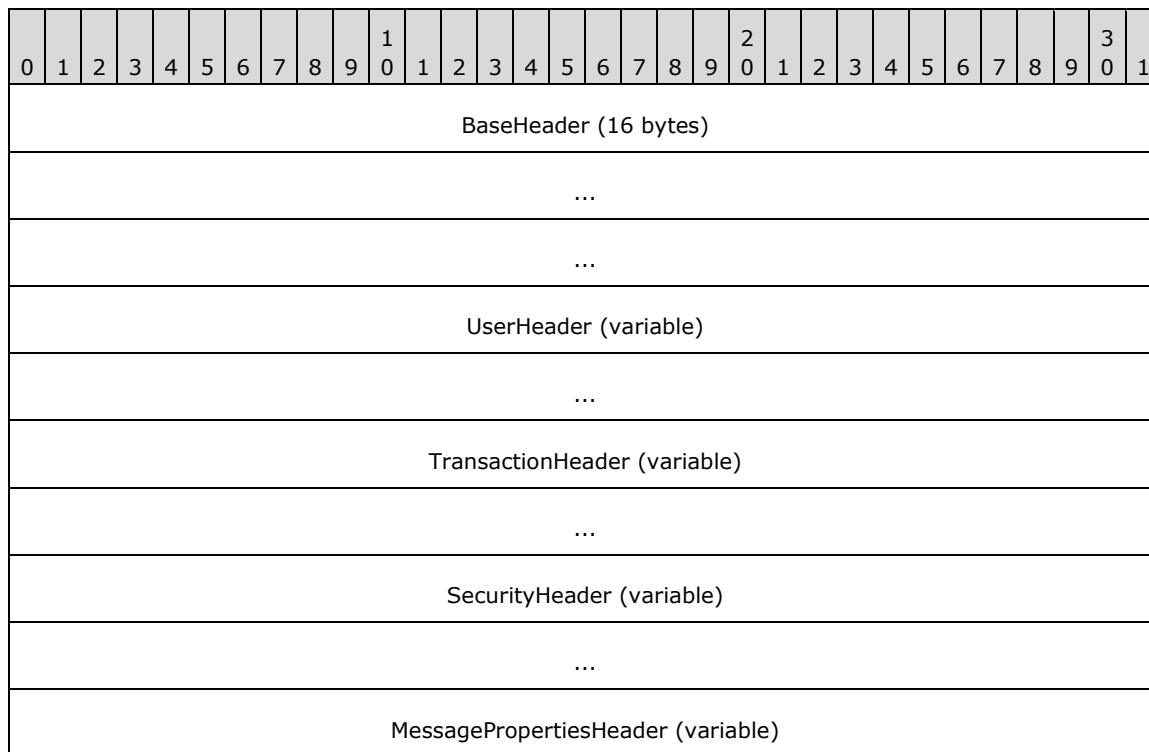 1 2 3
0 1 2 3 4 5 6 7 8 9 0 1 2 3 4 5 6 7 8 9 0 1 2 3 4 5 6 7 8 9 0 1
BaseHeader (16 bytes)
...
...
UserHeader (variable)
...
TransactionHeader (variable)
...
SecurityHeader (variable)
...
MessagePropertiesHeader (variable)